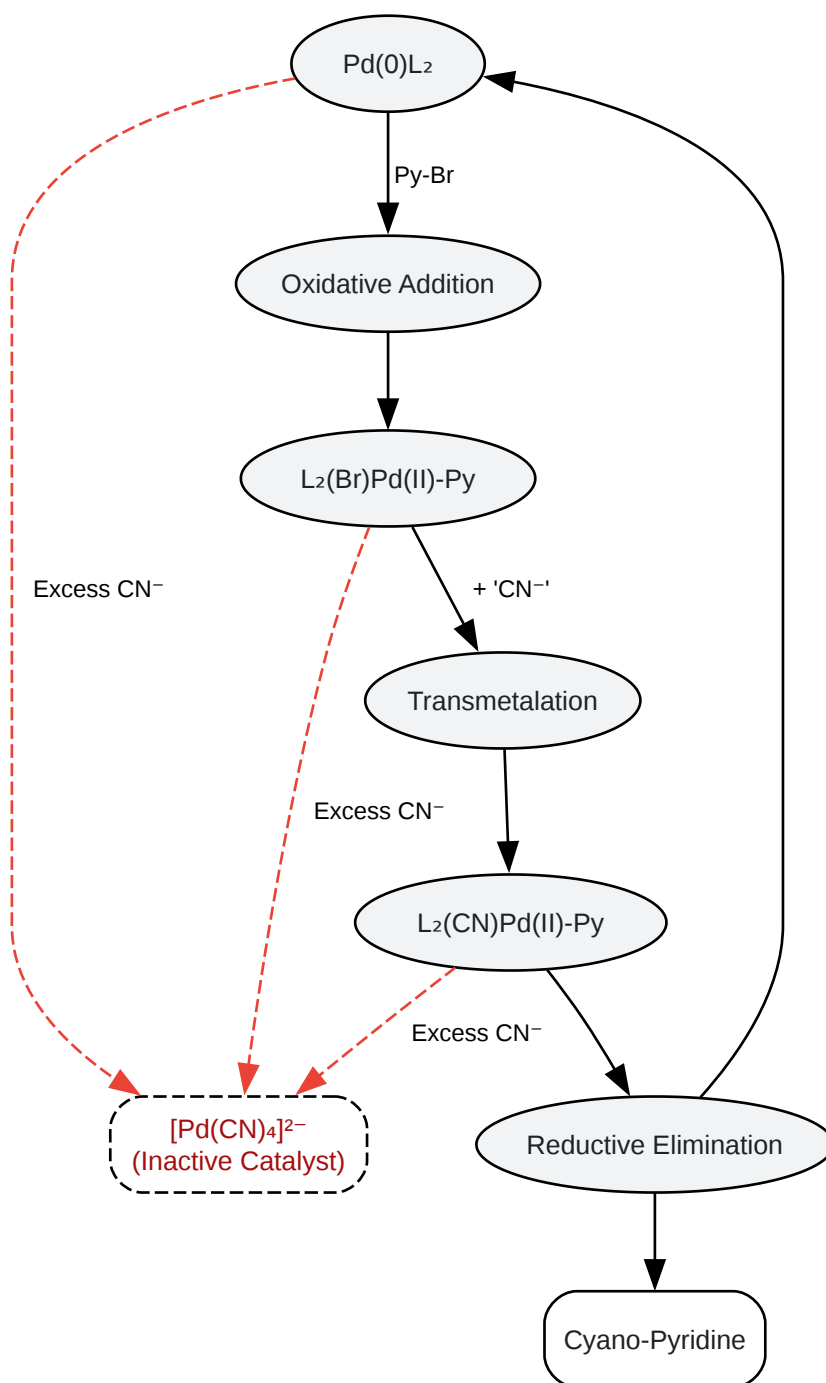 Pd(0)L₂
Py-Br
Oxidative Addition
L₂(Br)Pd(II)-Py
Excess CN⁻
+ 'CN⁻'
Transmetalation
Excess CN⁻
L₂(CN)Pd(II)-Py
Excess CN⁻
[Pd(CN)₄]²⁻
(Inactive Catalyst)
Reductive Elimination
Cyano-Pyridine